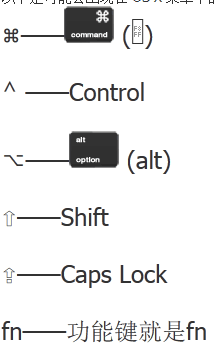 ⌘——⌘ command ()
⌃——Control
⌥——alt option (alt)
⇧——Shift
⇪——Caps Lock
fn——功能键就是fn